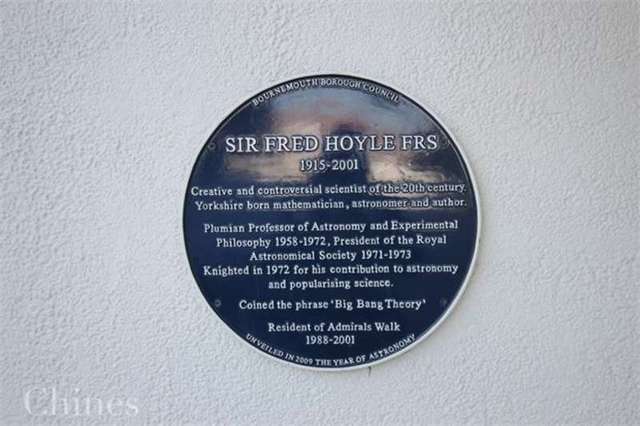 BOURNEMOUTH BOROUGH COUNCIL
SIR FRED HOYLE FRS
1915-2001
Creative and controversial scientist of the 20th century.
Yorkshire born mathematician, astronomer and author.
Plumian Professor of Astronomy and Experimental
Philosophy 1958-1972, President of the Royal
Astronomical Society 1971-1973
Knighted in 1972 for his contribution to astronomy
and popularising science.
Coined the phrase 'Big Bang Theory'
Resident of Admirals Walk
1988-2001
UNVEILED IN 2009 THE YEAR OF ASTRONOMY
Chines